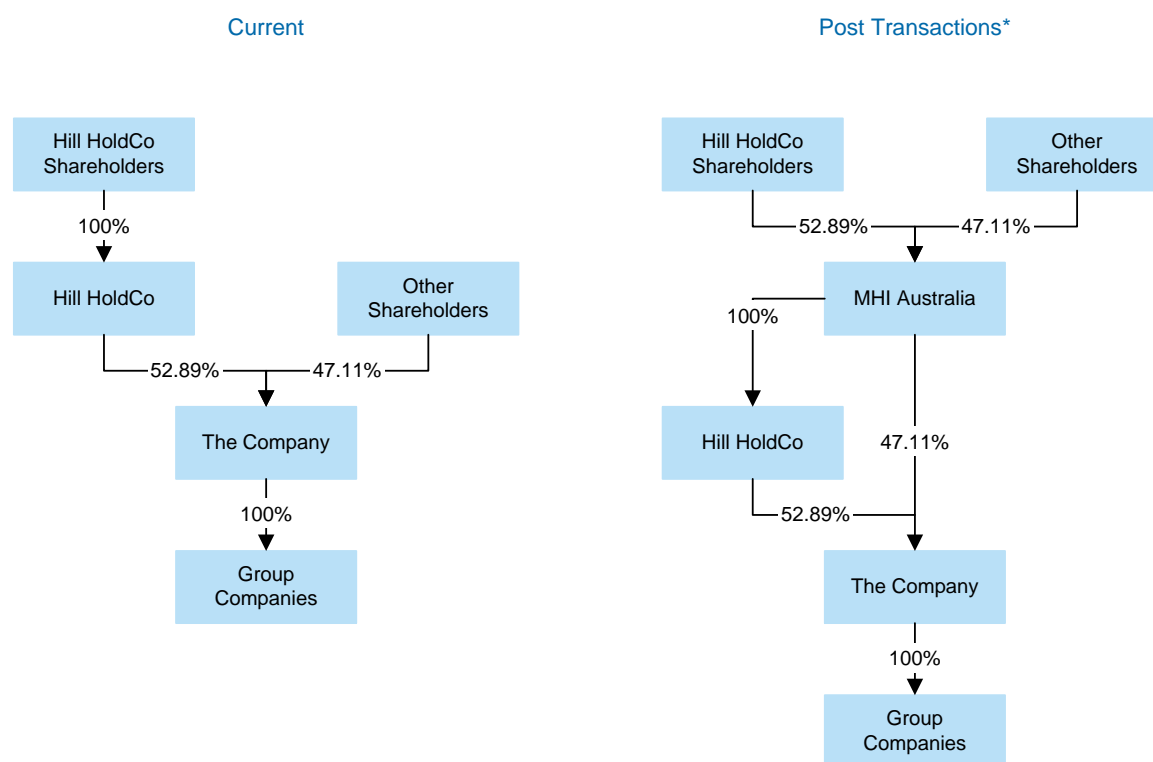 Current
Hill HoldCo
Shareholders
100%
Hill HoldCo
Other
Shareholders
52.89%
47.11%
The Company
100%
Group
Companies
Post Transactions*
Hill HoldCo
Shareholders
Other
Shareholders
52.89%
47.11%
MHI Australia
100%
Hill HoldCo
47.11%
52.89%
The Company
100%
Group
Companies